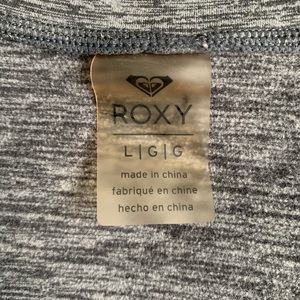 ROXY
L|G|G
made in china
fabriqué en chine
hecho en china